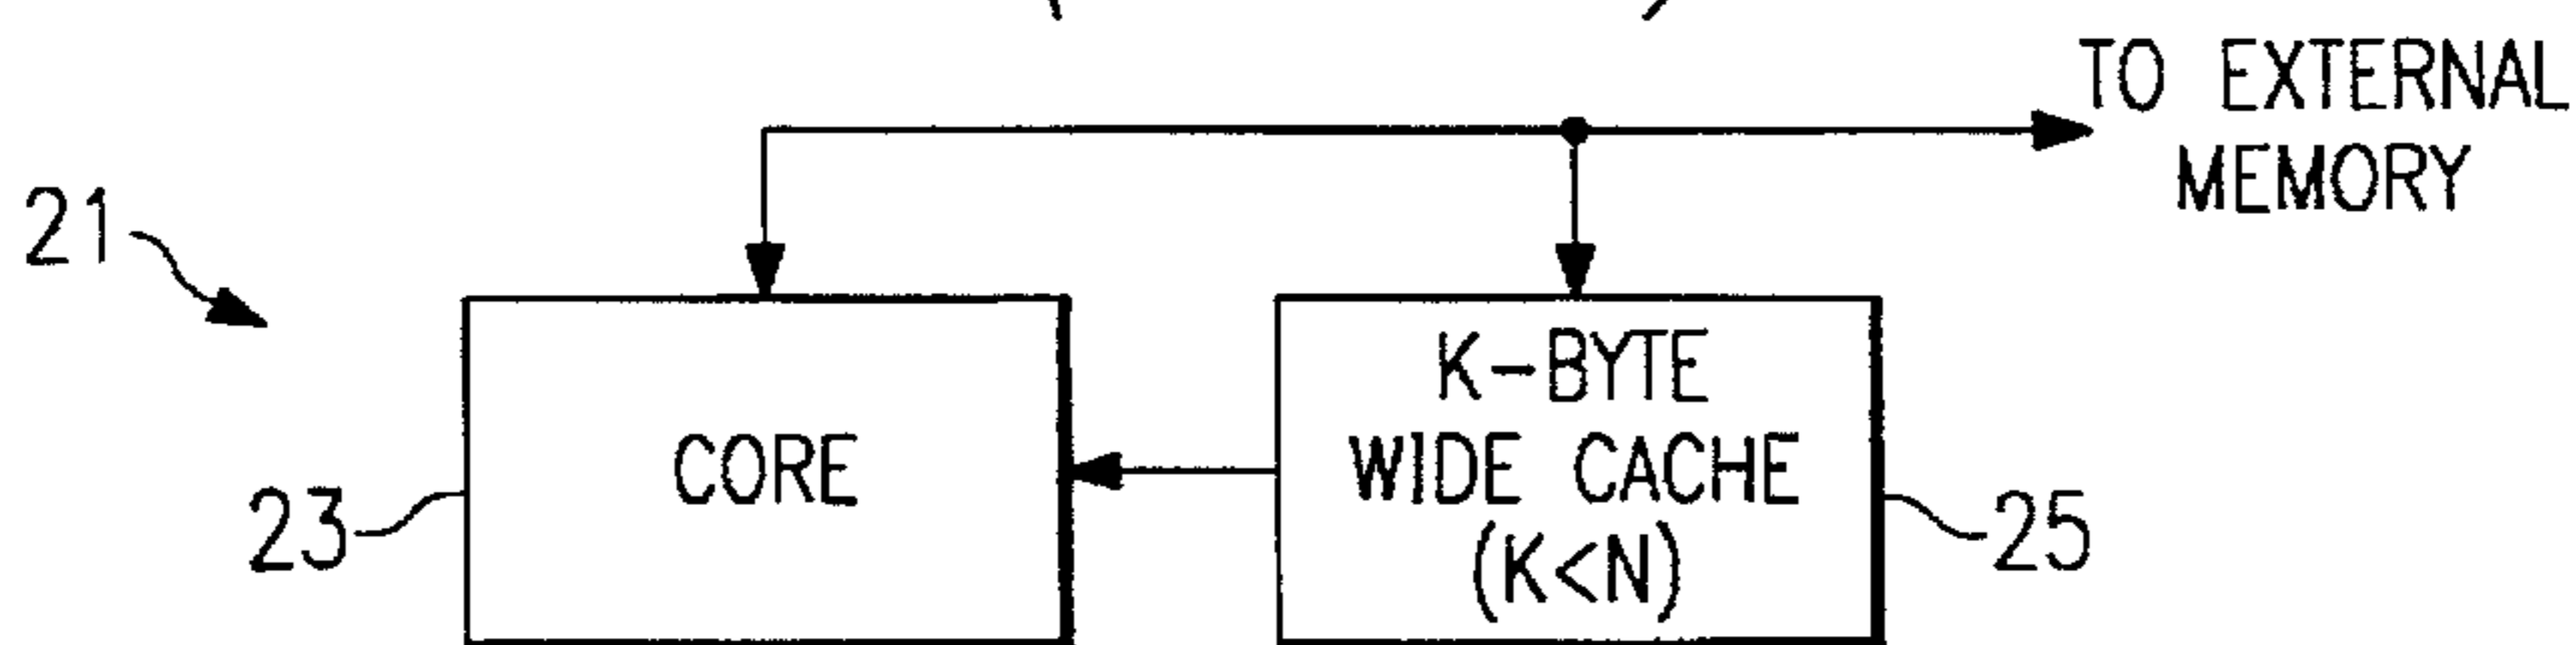 TO EXTERNAL
MEMORY
21
K-BYTE
WIDE CACHE
(K<N)
CORE
23
25